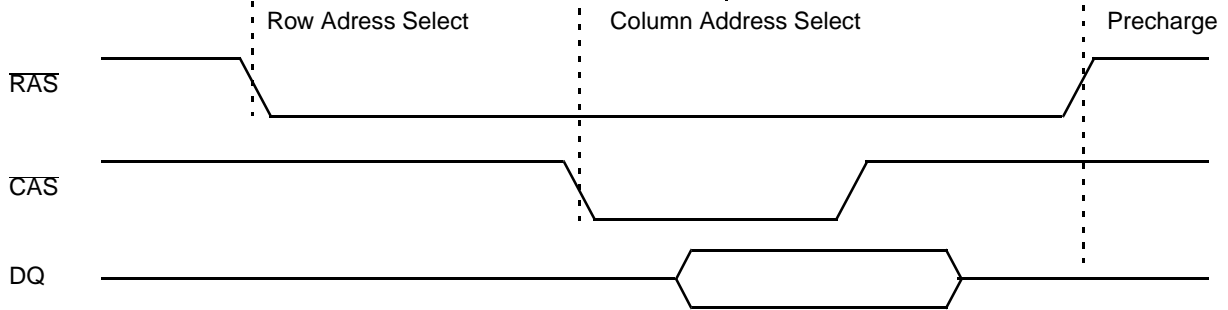 Row Adress Select
Column Address Select
Precharge
RAS
CAS
DQ